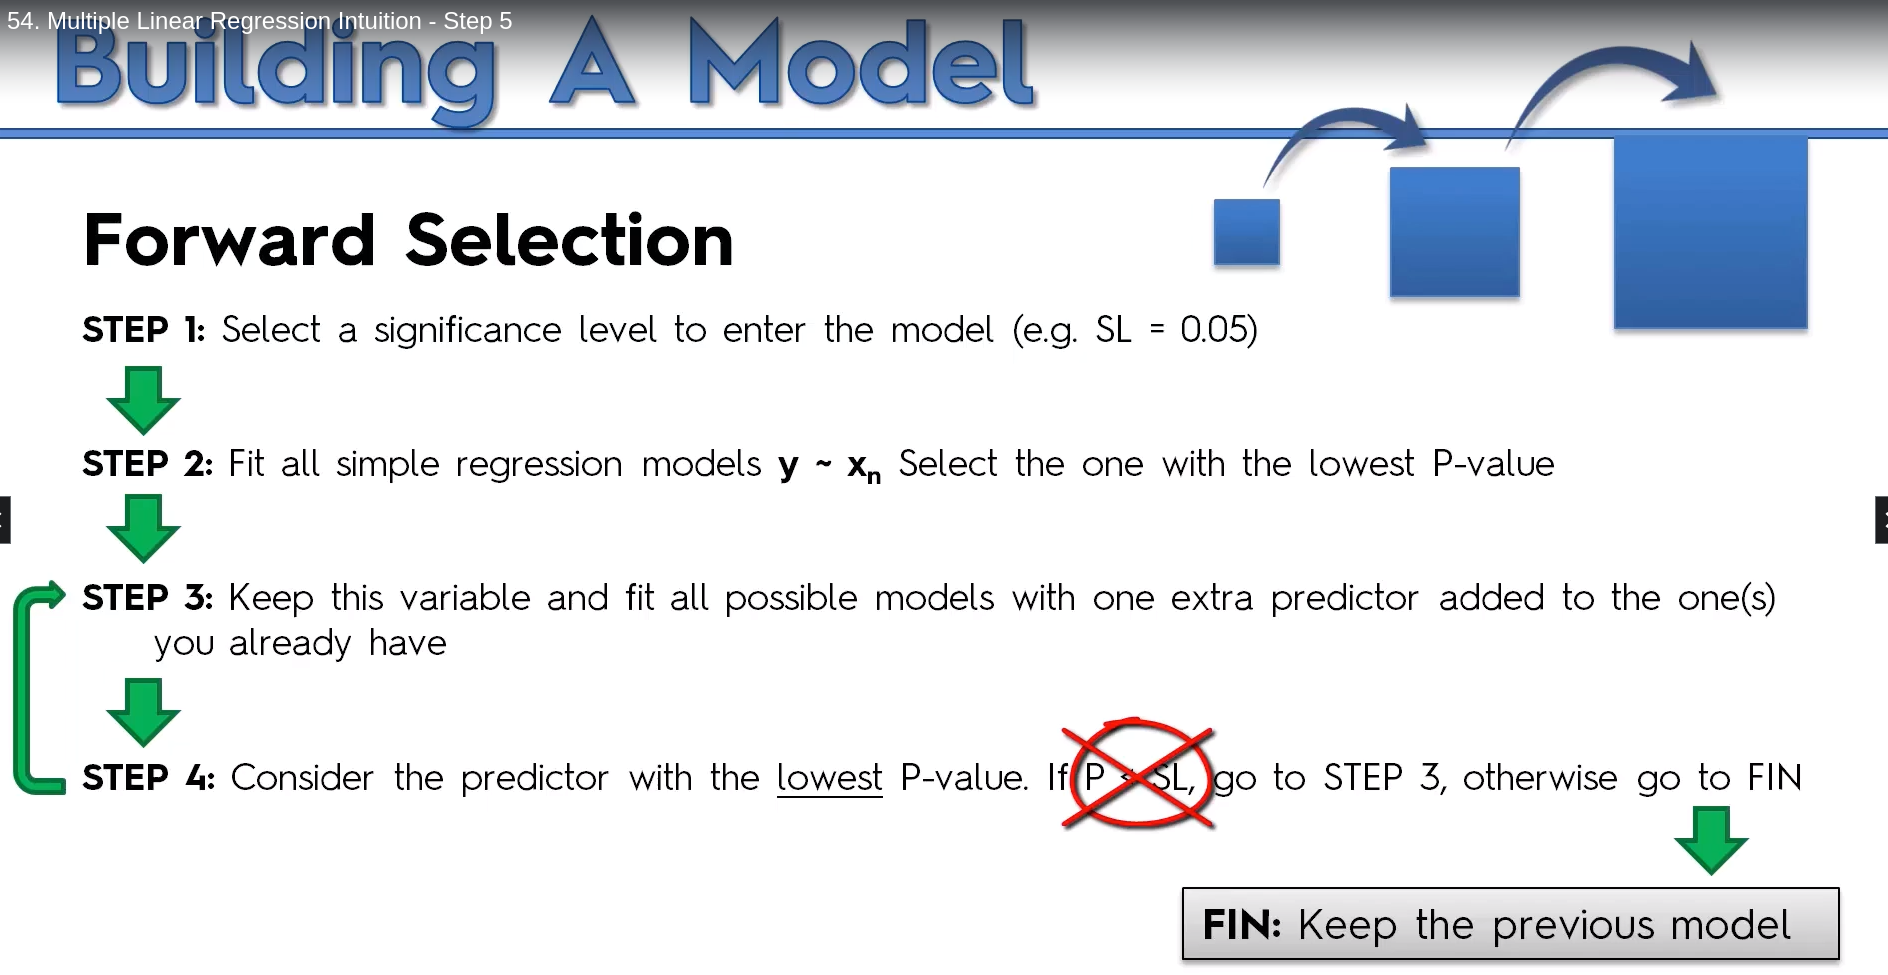 54. Multiple Linear Regression Intuition - Step 5
Building A Model
Forward Selection
STEP 1: Select a significance level to enter the model (e.g. SL = 0.05)
STEP 2: Fit all simple regression models y ~ xn Select the one with the lowest P-value
STEP 3: Keep this variable and fit all possible models with one extra predictor added to the one(s)
you already have
STEP 4: Consider the predictor with the lowest P-value. If P < SL, go to STEP 3, otherwise go to FIN
FIN: Keep the previous model